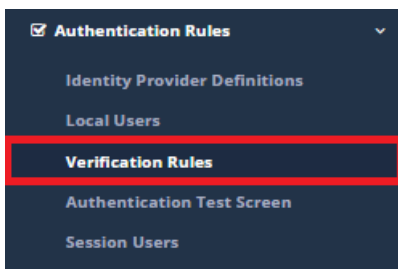 Authentication Rules
Identity Provider Definitions
Local Users
Verification Rules
Authentication Test Screen
Session Users